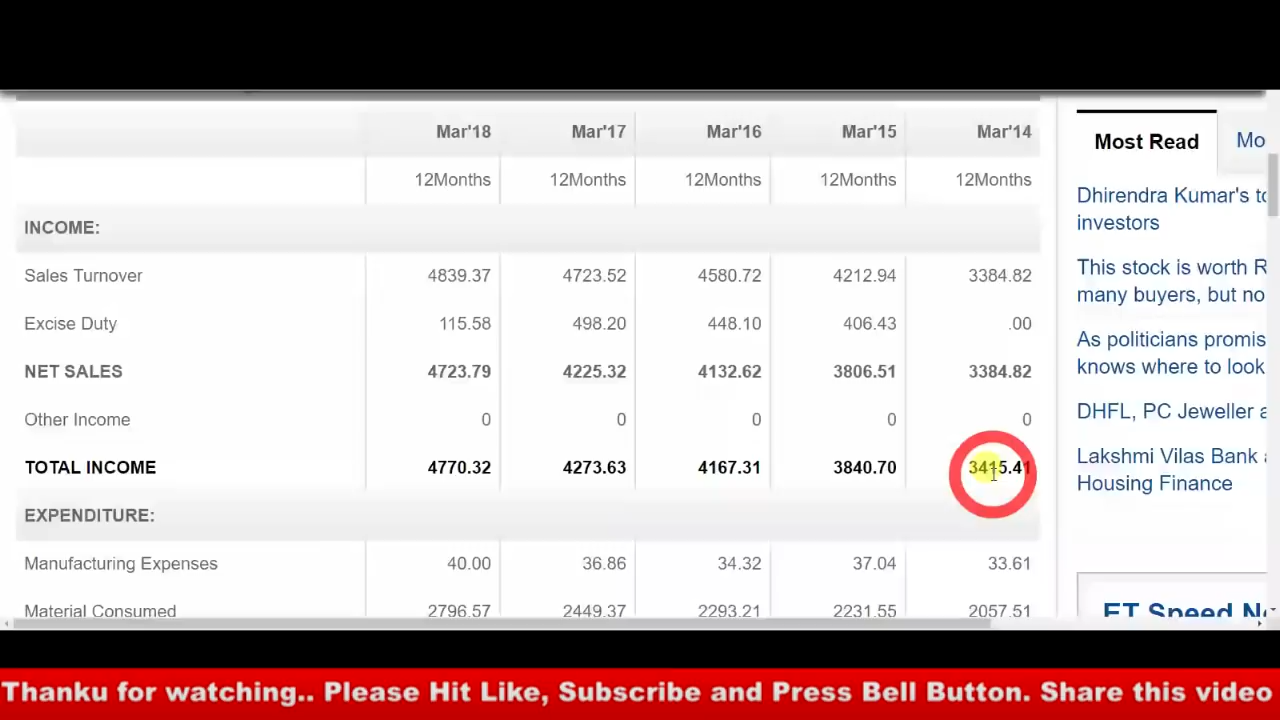 Mar'18 Mar'17 Mar'16 Mar'15 Mar'14
12Months 12Months 12Months 12Months 12Months
INCOME:
Sales Turnover 4839.37 4723.52 4580.72 4212.94 3384.82
Excise Duty 115.58 498.20 448.10 406.43 .00
NET SALES 4723.79 4225.32 4132.62 3806.51 3384.82
Other Income 0 0 0 0 0
TOTAL INCOME 4770.32 4273.63 4167.31 3840.70 3415.41
EXPENDITURE:
Manufacturing Expenses 40.00 36.86 34.32 37.04 33.61
Material Consumed 2796.57 2449.37 2293.21 2231.55 2057.51
Most Read Mo
Dhirendra Kumar's to
investors
This stock is worth R
many buyers, but no
As politicians promis
knows where to look
DHFL, PC Jeweller a
Lakshmi Vilas Bank a
Housing Finance
ET Speed Ne
Thanku for watching.. Please Hit Like, Subscribe and Press Bell Button. Share this video